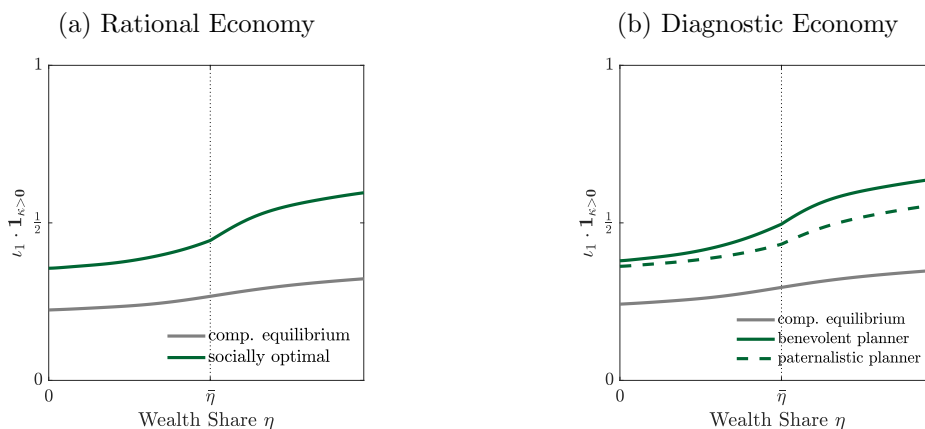 (a) Rational Economy
1
½
0
ι₁ · 𝟏κ>0
comp. equilibrium
socially optimal
0
η̄
Wealth Share η
(b) Diagnostic Economy
1
½
0
ι₁ · 𝟏κ>0
comp. equilibrium
benevolent planner
paternalistic planner
0
η̄
Wealth Share η